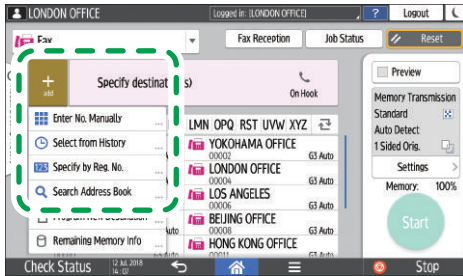 LONDON OFFICE
Logged in: (LONDON OFFICE)
?
Logout
Fax
Fax Reception
Job Status
Reset
add
Specify destinat
s)
On Hook
Preview
Memory Transmission
Standard
Auto Detect
1 Sided Orig.
Settings
Memory: 100%
Start
Enter No. Manually
Select from History
Specify by Reg. No.
Search Address Book
Remaining Memory Info
LMN OPQ RST UVW XYZ
YOKOHAMA OFFICE
00002 G3 Auto
LONDON OFFICE
00004 G3 Auto
LOS ANGELES
00006 G3 Auto
BEIJING OFFICE
00008 G3 Auto
HONG KONG OFFICE
G3 Auto
Check Status
12 Jul. 2018
14:07
Stop